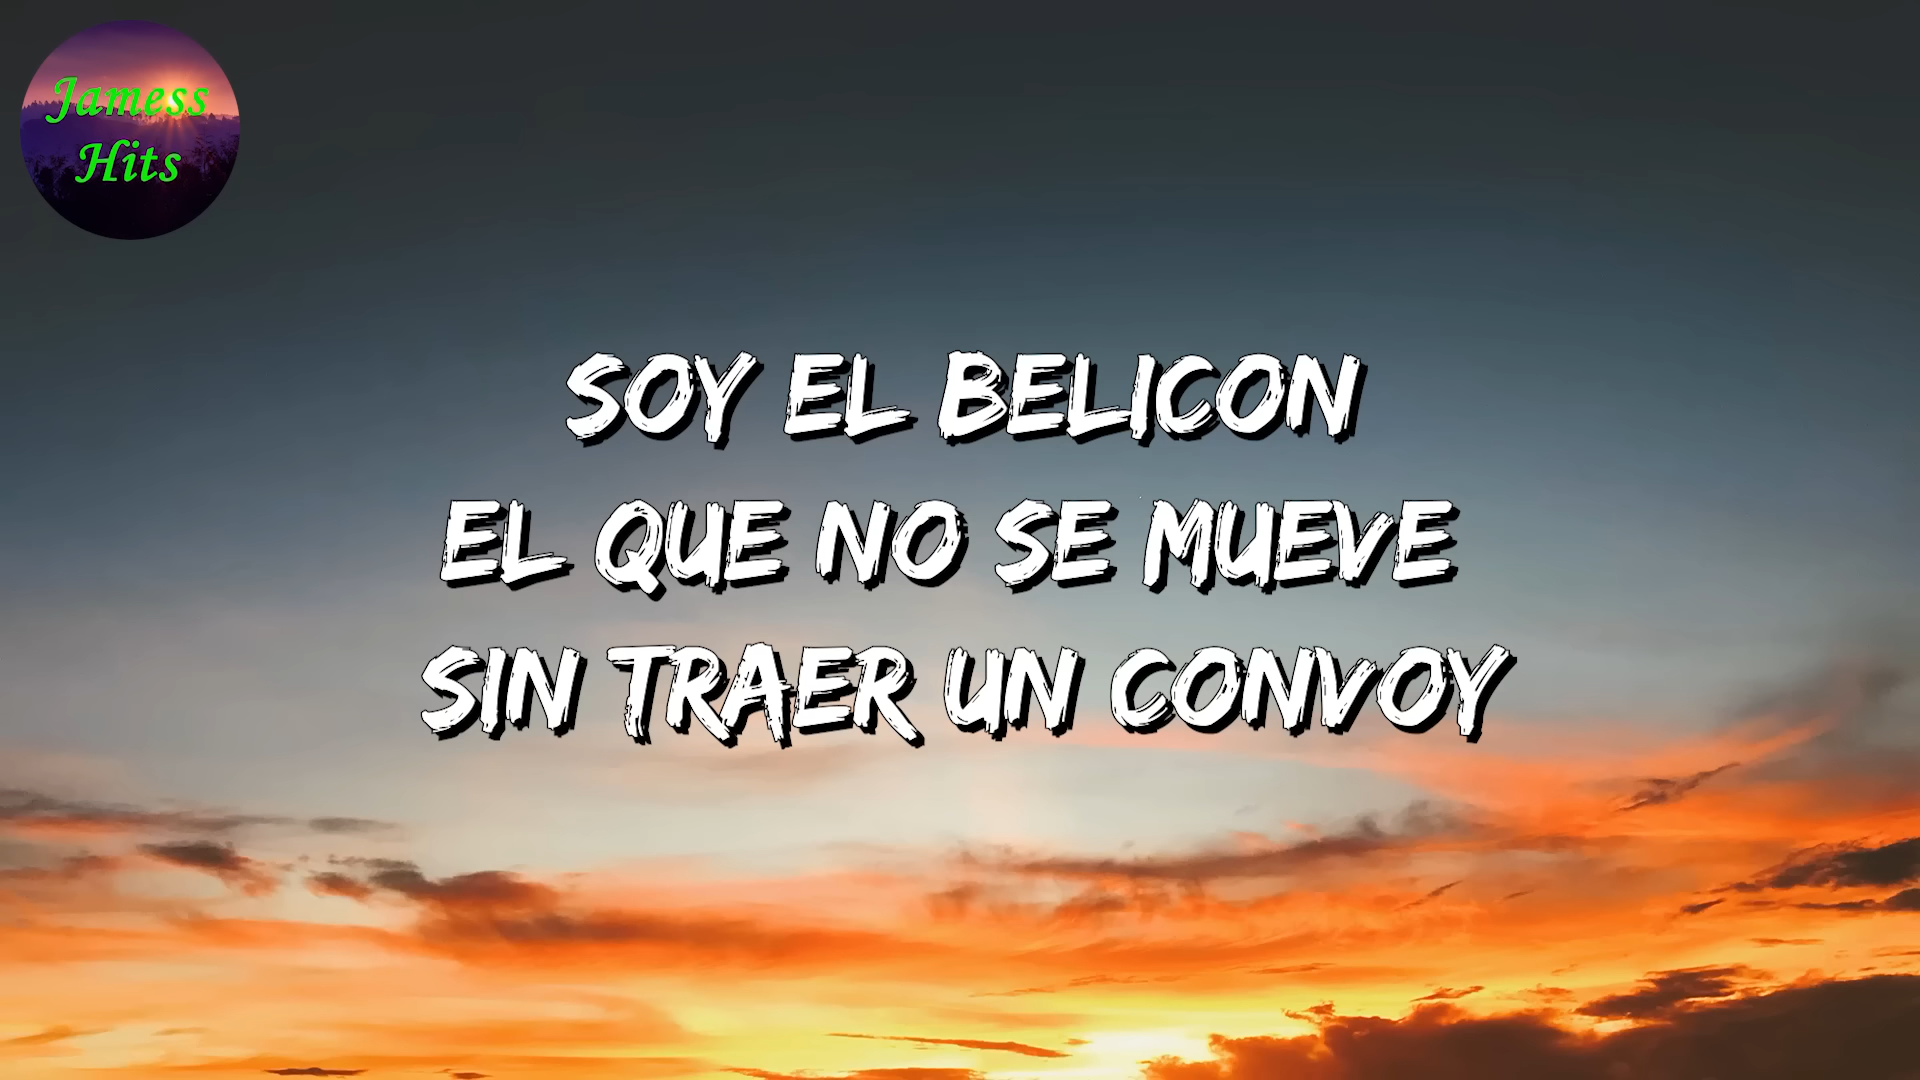 Jamess
Hits
SOY EL BELICON
EL QUE NO SE MUEVE
SIN TRAER UN CONVOY